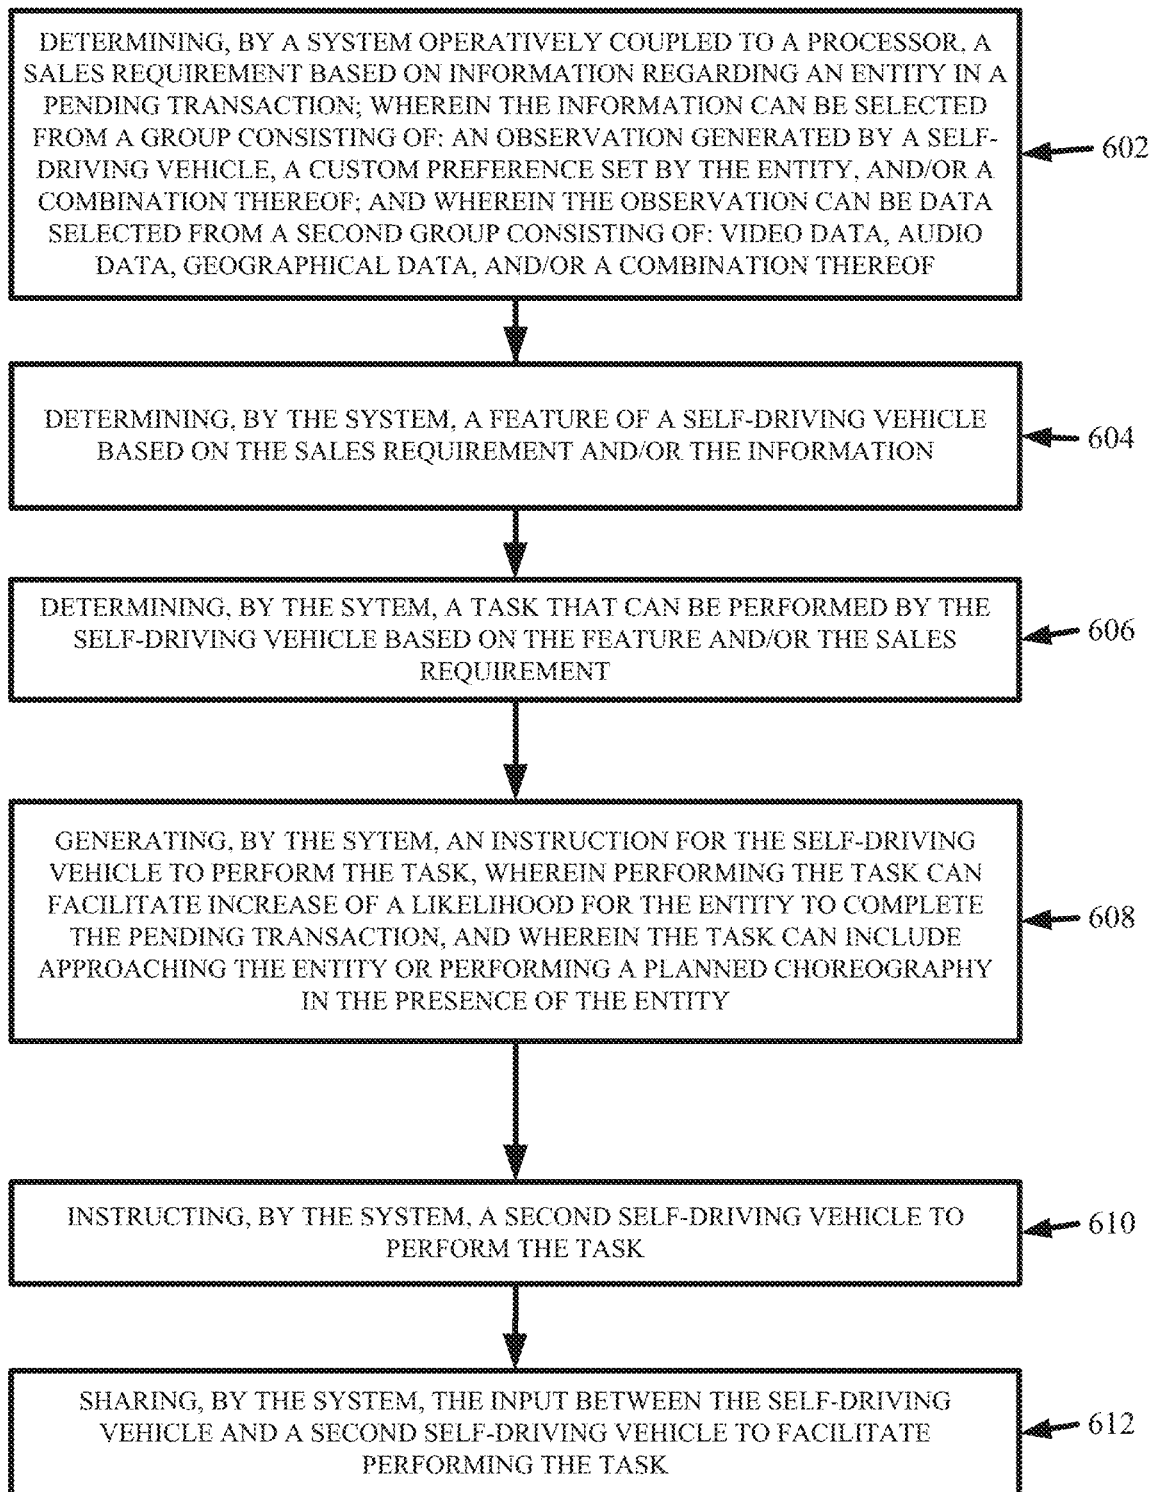 DETERMINING, BY A SYSTEM OPERATIVELY COUPLED TO A PROCESSOR, A
SALES REQUIREMENT BASED ON INFORMATION REGARDING AN ENTITY IN A
PENDING TRANSACTION; WHEREIN THE INFORMATION CAN BE SELECTED
FROM A GROUP CONSISTING OF: AN OBSERVATION GENERATED BY A SELF-
DRIVING VEHICLE, A CUSTOM PREFERENCE SET BY THE ENTITY, AND/OR A
COMBINATION THEREOF; AND WHEREIN THE OBSERVATION CAN BE DATA
SELECTED FROM A SECOND GROUP CONSISTING OF: VIDEO DATA, AUDIO
DATA, GEOGRAPHICAL DATA, AND/OR A COMBINATION THEREOF
602
DETERMINING, BY THE SYSTEM, A FEATURE OF A SELF-DRIVING VEHICLE
BASED ON THE SALES REQUIREMENT AND/OR THE INFORMATION
604
DETERMINING, BY THE SYTEM, A TASK THAT CAN BE PERFORMED BY THE
SELF-DRIVING VEHICLE BASED ON THE FEATURE AND/OR THE SALES
REQUIREMENT
606
GENERATING, BY THE SYTEM, AN INSTRUCTION FOR THE SELF-DRIVING
VEHICLE TO PERFORM THE TASK, WHEREIN PERFORMING THE TASK CAN
FACILITATE INCREASE OF A LIKELIHOOD FOR THE ENTITY TO COMPLETE
THE PENDING TRANSACTION, AND WHEREIN THE TASK CAN INCLUDE
APPROACHING THE ENTITY OR PERFORMING A PLANNED CHOREOGRAPHY
IN THE PRESENCE OF THE ENTITY
608
INSTRUCTING, BY THE SYSTEM, A SECOND SELF-DRIVING VEHICLE TO
PERFORM THE TASK
610
SHARING, BY THE SYSTEM, THE INPUT BETWEEN THE SELF-DRIVING
VEHICLE AND A SECOND SELF-DRIVING VEHICLE TO FACILITATE
PERFORMING THE TASK
612